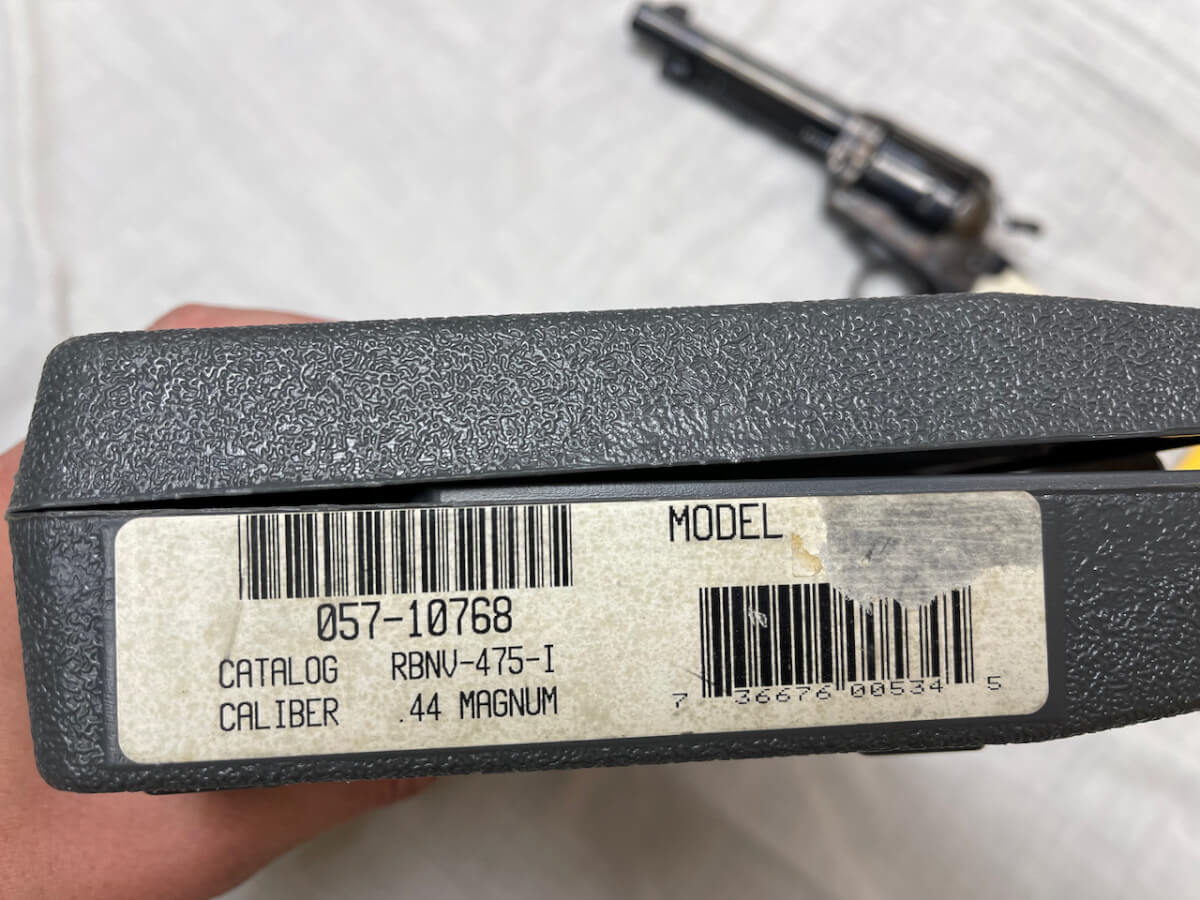 057-10768
CATALOG RBNV-475-I
CALIBER .44 MAGNUM
MODEL
7 36676 00534 5